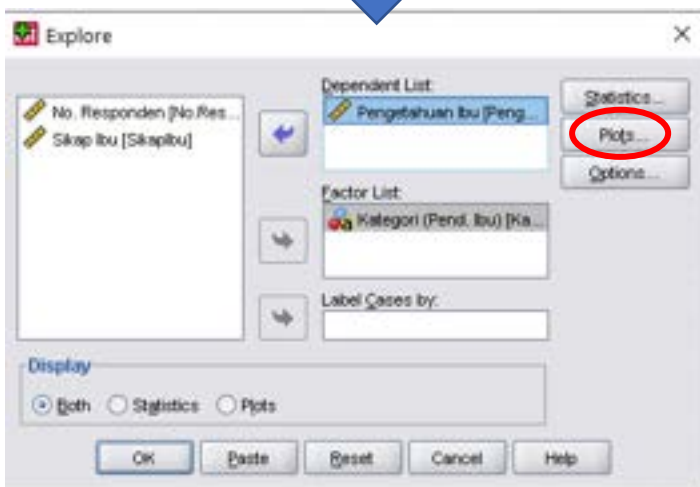 Explore
No. Responden [No.Res...
Sikap Ibu [SikapIbu]
Dependent List:
Pengetahuan Ibu [Peng...
Factor List:
Kategori (Pend. Ibu) [Ka...
Label Cases by:
Statistics...
Plots...
Options...
Display
Both
Statistics
Plots
OK
Paste
Reset
Cancel
Help